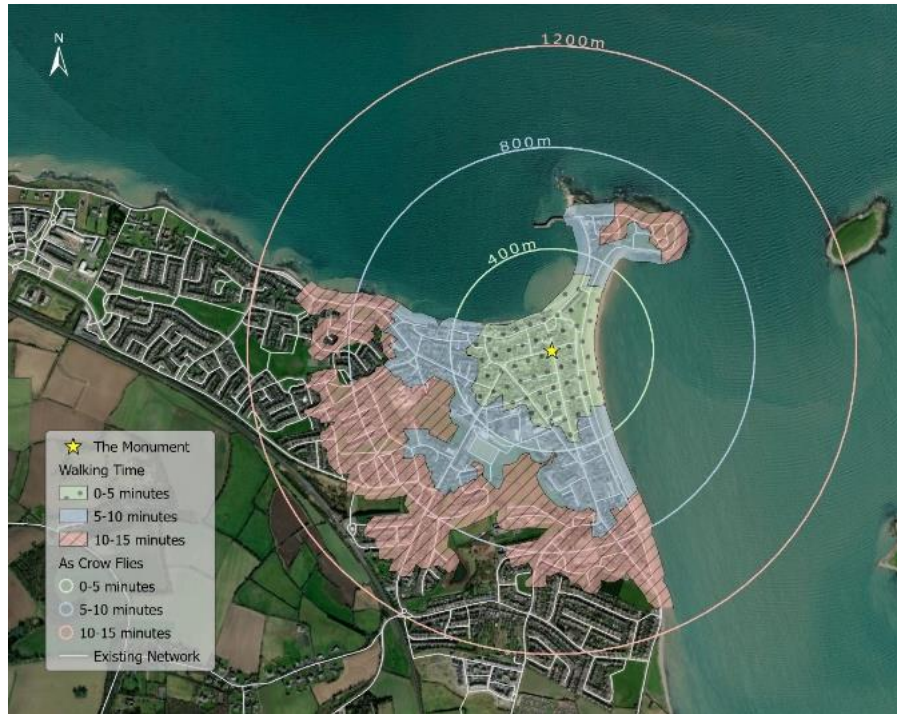 N
1200m
800m
400m
The Monument
Walking Time
0-5 minutes
5-10 minutes
10-15 minutes
As Crow Flies
0-5 minutes
5-10 minutes
10-15 minutes
Existing Network